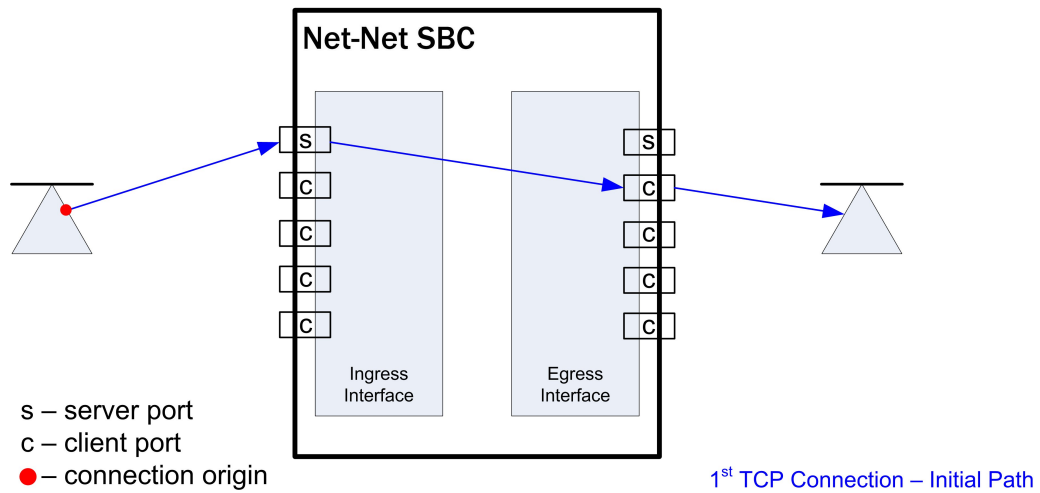 Net-Net SBC
s
c
c
c
c
s
c
c
c
c
Ingress
Interface
Egress
Interface
s – server port
c – client port
– connection origin
1st TCP Connection – Initial Path